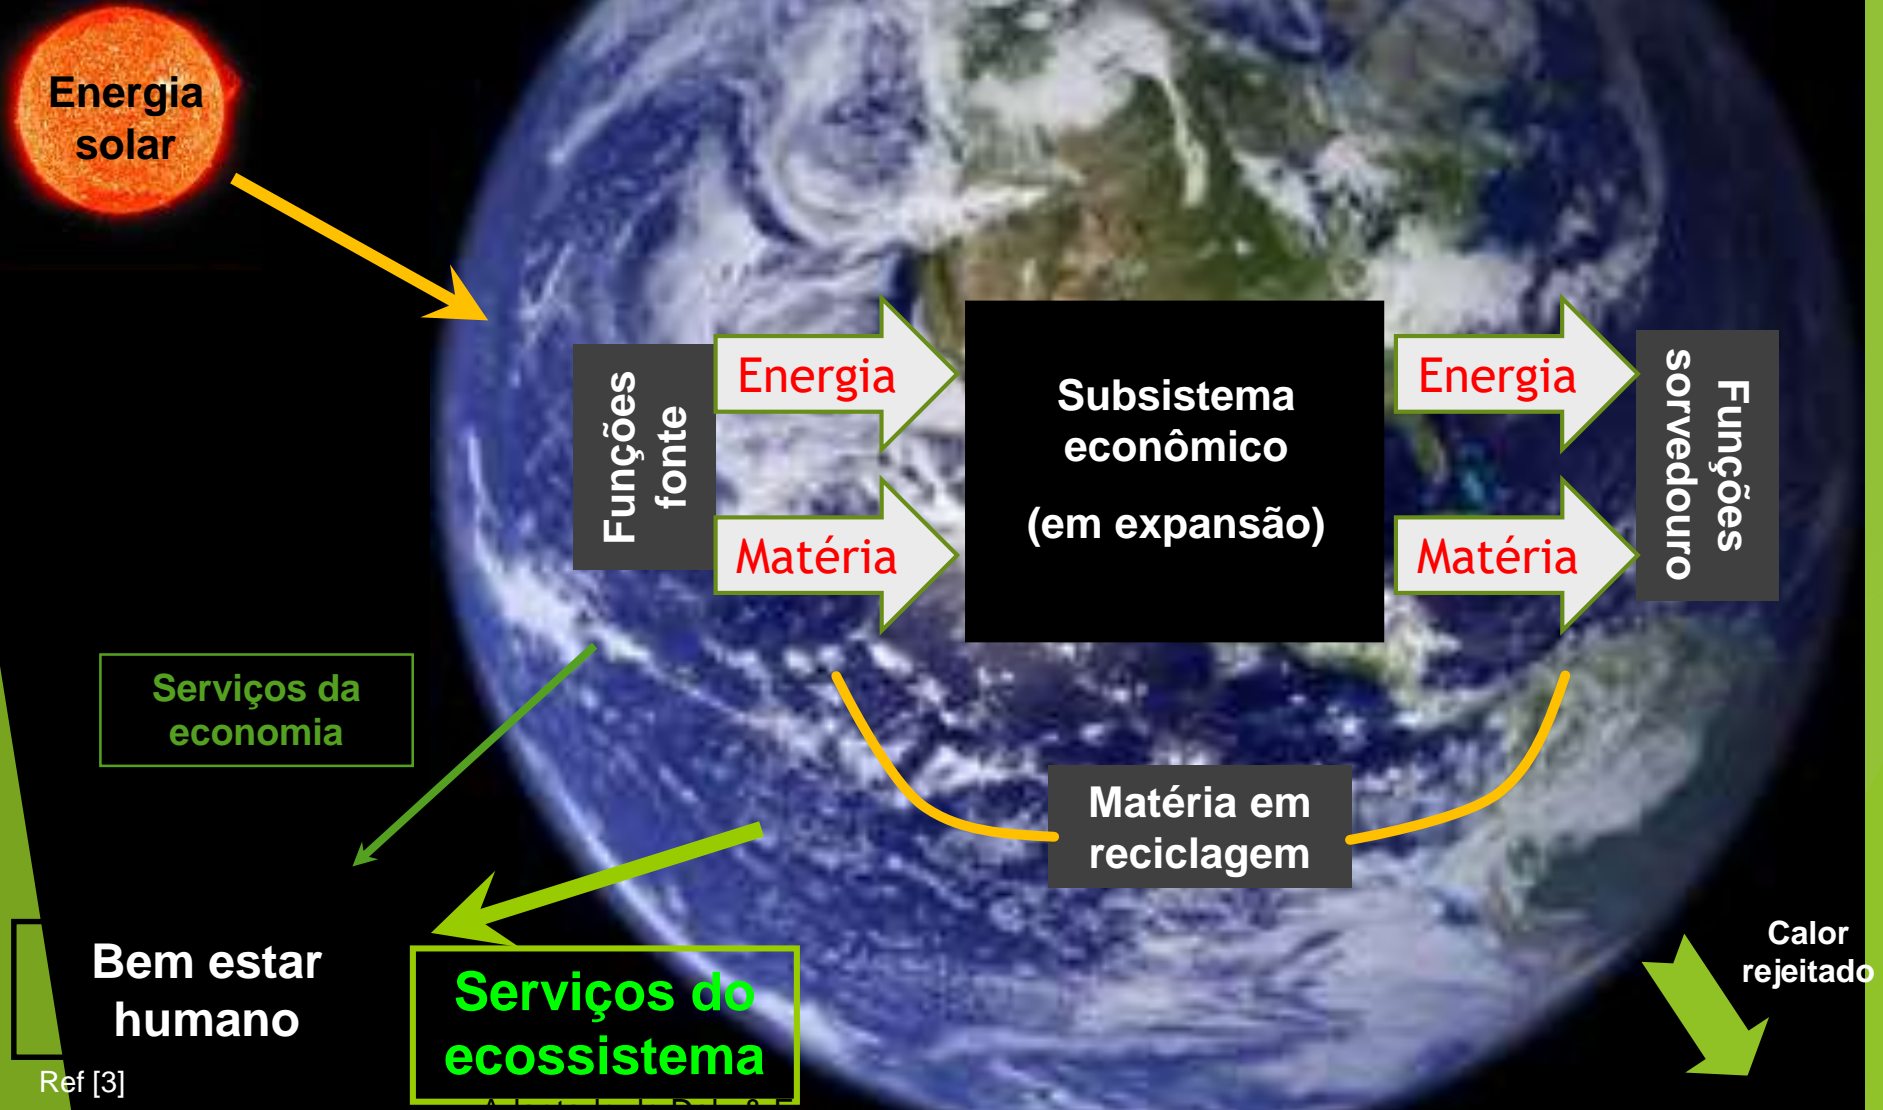 Energia
solar
Funções
fonte
Energia
Matéria
Subsistema
econômico
(em expansão)
Energia
Matéria
Funções
sorvedouro
Serviços da
economia
Matéria em
reciclagem
Bem estar
humano
Serviços do
ecossistema
Calor
rejeitado
Ref [3]